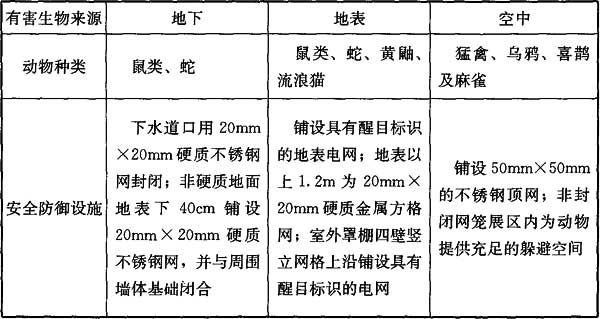 有害生物来源 地下 地表 空中
动物种类 鼠类、蛇 鼠类、蛇、黄鼬、流浪猫 猛禽、乌鸦、喜鹊及麻雀
安全防御设施
下水道口用 20mm
×20mm 硬质不锈钢
网封闭；非硬质地面
地表下 40cm 铺设
20mm×20mm 硬质
不锈钢网，并与周围
墙体基础闭合
铺设具有醒目标识
的地表电网；地表以
上 1.2m 为 20mm×
20mm 硬质金属方格
网；室外罩棚四壁竖
立网格上沿铺设具有
醒目标识的电网
铺设 50mm×50mm
的不锈钢顶网；非封
闭网笼展区内为动物
提供充足的躲避空间